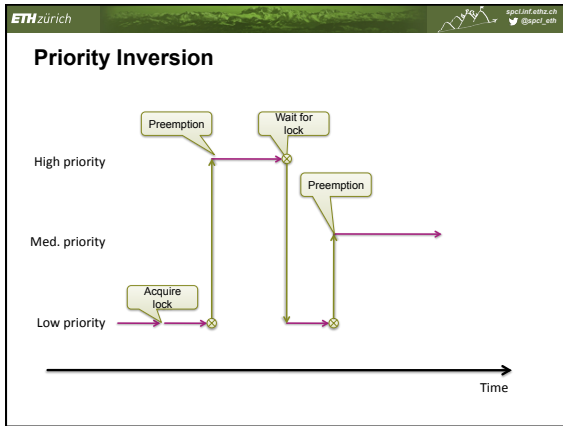 ETH zürich
spcl.inf.ethz.ch
@spcl_eth
Priority Inversion
Preemption
Wait for
lock
High priority
Preemption
Med. priority
Acquire
lock
Low priority
Time